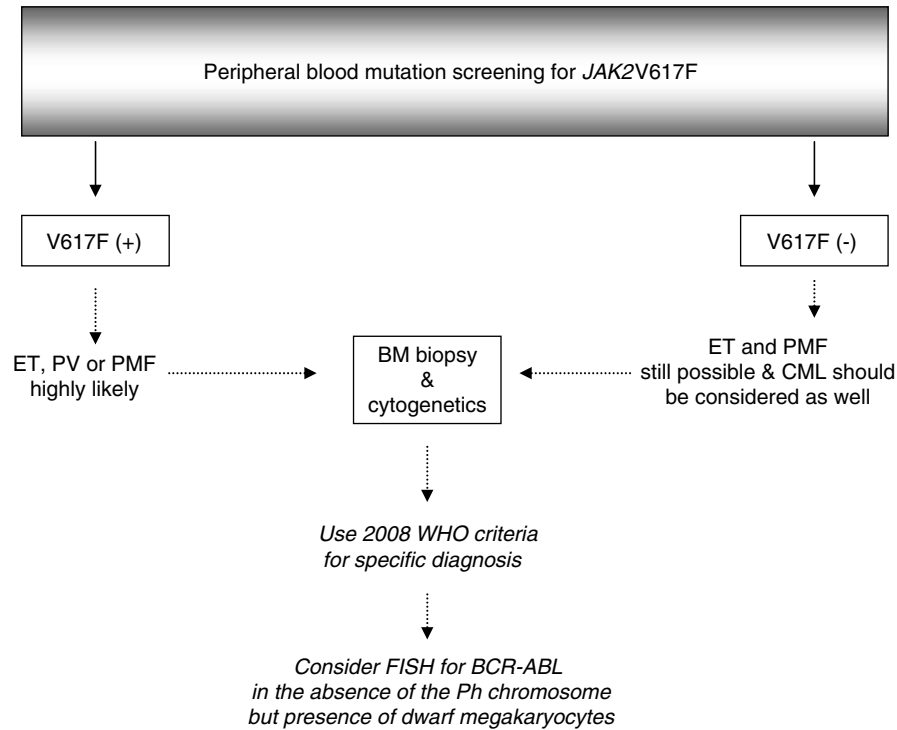 Peripheral blood mutation screening for JAK2V617F
V617F (+)
V617F (-)
ET, PV or PMF
highly likely
BM biopsy
&
cytogenetics
ET and PMF
still possible & CML should
be considered as well
Use 2008 WHO criteria
for specific diagnosis
Consider FISH for BCR-ABL
in the absence of the Ph chromosome
but presence of dwarf megakaryocytes